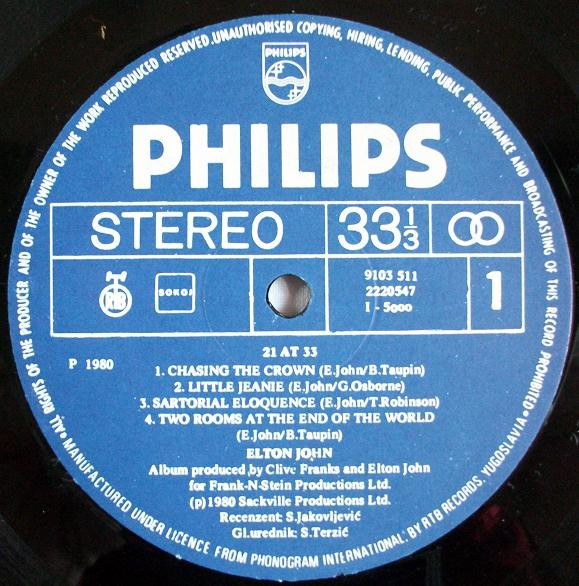 ALL RIGHTS OF THE PRODUCER AND OF THE OWNER OF THE WORK REPRODUCED RESERVED. UNAUTHORISED COPYING, HIRING, LENDING, PUBLIC PERFORMANCE AND BROADCASTING OF THIS RECORD PROHIBITED •
PHILIPS
PHILIPS
STEREO 33 1/3
RTB SOKOJ
9103 511
2220547
1 - 5000
1
21 AT 33
P 1980
1. CHASING THE CROWN (E.John/B.Taupin)
2. LITTLE JEANIE (E.John/G.Osborne)
3. SARTORIAL ELOQUENCE (E.John/T.Robinson)
4. TWO ROOMS AT THE END OF THE WORLD
(E.John/B.Taupin)
ELTON JOHN
Album produced,by Clive Franks and Elton John
for Frank-N-Stein Productions Ltd.
(p) 1980 Sackville Productions Ltd.
Recenzent: S.Jakovljević
Gl.urednik: S.Terzić
• MANUFACTURED UNDER LICENCE FROM PHONOGRAM INTERNATIONAL BY RTB RECORDS, YUGOSLAVIA •